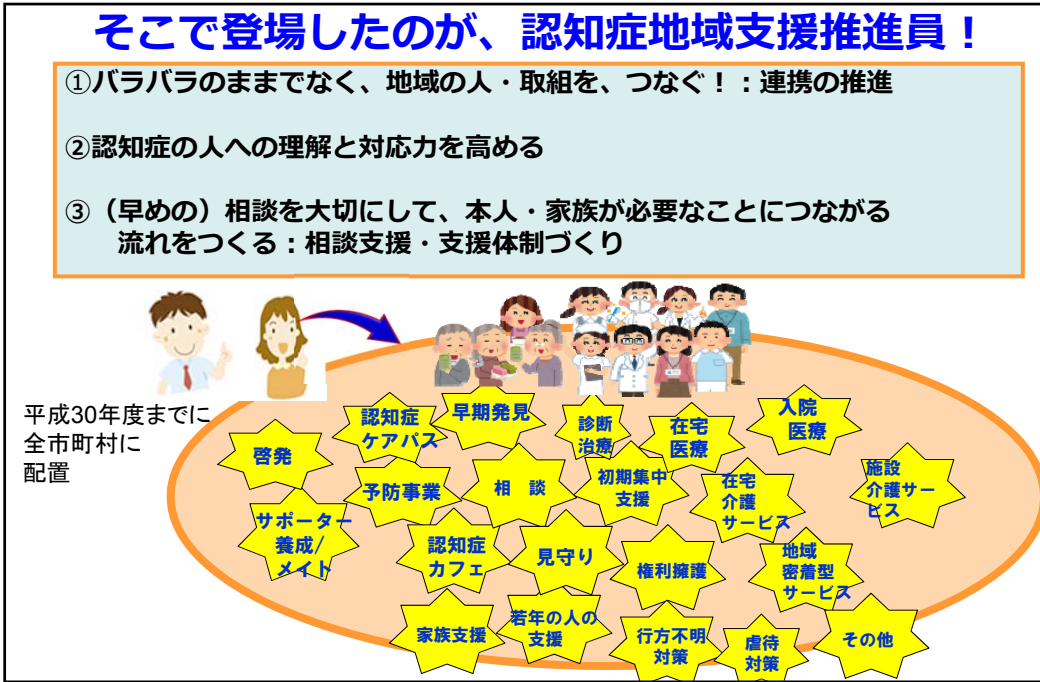 そこで登場したのが、認知症地域支援推進員！
①バラバラのままでなく、地域の人・取組を、つなぐ！：連携の推進
②認知症の人への理解と対応力を高める
③（早めの）相談を大切にして、本人・家族が必要なことにつながる
流れをつくる：相談支援・支援体制づくり
平成30年度までに
全市町村に
配置
啓発
認知症
ケアパス
早期発見
診断
治療
在宅
医療
入院
医療
予防事業
相　談
初期集中
支援
在宅
介護
サービス
施設
介護サー
ビス
サポーター
養成/
メイト
認知症
カフェ
見守り
権利擁護
地域
密着型
サービス
家族支援
若年の人の
支援
行方不明
対策
虐待
対策
その他